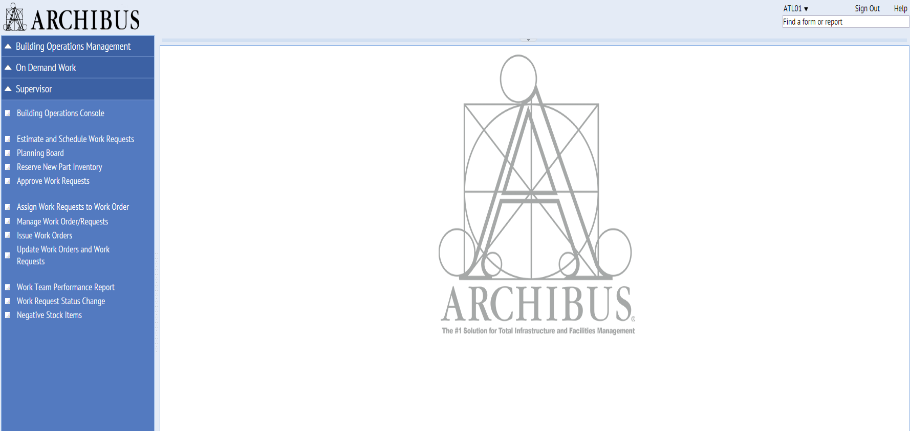 ARCHIBUS
ATL01 ▾
Sign Out
Help
Find a form or report
Building Operations Management
On Demand Work
Supervisor
Building Operations Console
Estimate and Schedule Work Requests
Planning Board
Reserve New Part Inventory
Approve Work Requests
Assign Work Requests to Work Order
Manage Work Order/Requests
Issue Work Orders
Update Work Orders and Work
Requests
Work Team Performance Report
Work Request Status Change
Negative Stock Items
ARCHIBUS®
The #1 Solution for Total Infrastructure and Facilities Management